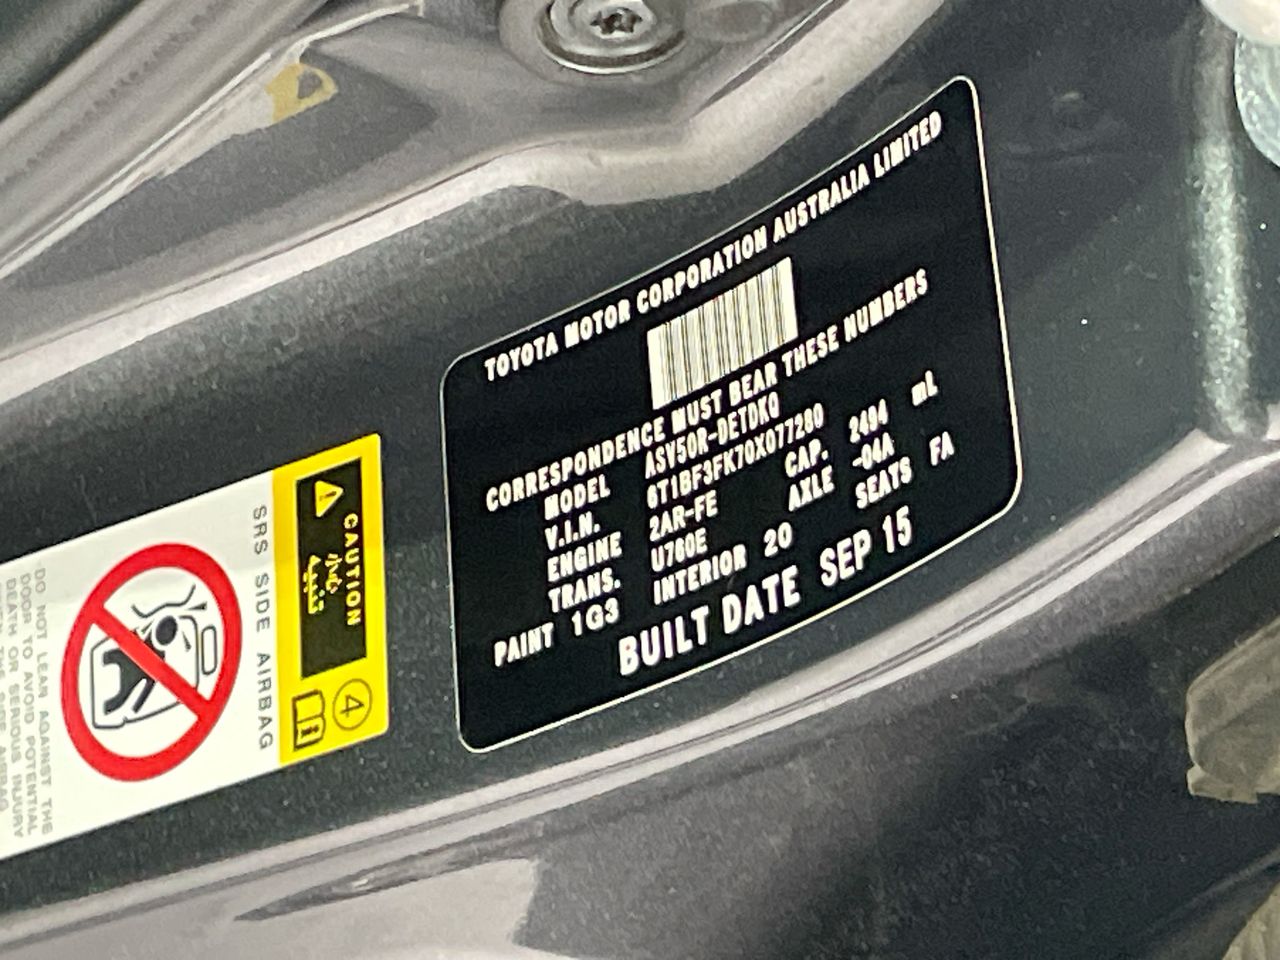 TOYOTA MOTOR CORPORATION AUSTRALIA LIMITED
CORRESPONDENCE MUST BEAR THESE NUMBERS
MODEL ASV50R-DETDKQ
V.I.N. 6T1BF3FK70X077280
ENGINE 2AR-FE CAP. 2494 mL
TRANS. U760E AXLE -04A
PAINT 1G3 INTERIOR 20 SEATS FA
BUILT DATE SEP 15
CAUTION
4
SRS SIDE AIRBAG
DO NOT LEAN AGAINST THE
DOOR TO AVOID POTENTIAL
DEATH OR SERIOUS INJURY